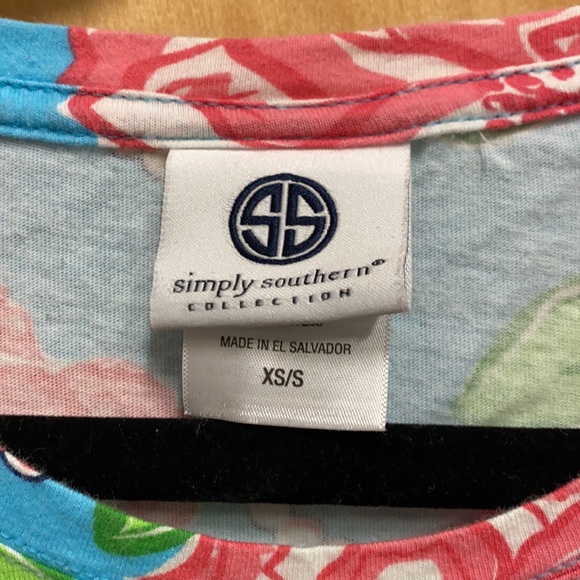 SS
simply southern®
COLLECTION
MADE IN EL SALVADOR
XS/S